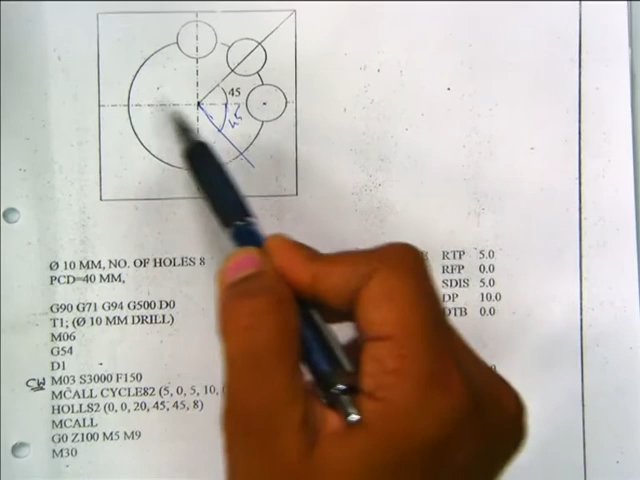 45
45
Ø 10 MM, NO. OF HOLES 8
PCD=40 MM,
RTP 5.0
RFP 0.0
SDIS 5.0
DP 10.0
DTB 0.0
G90 G71 G94 G500 D0
T1; (Ø 10 MM DRILL)
M06
G54
D1
CW M03 S3000 F150
MCALL CYCLE82 (5, 0, 5, 10,
HOLLS2 (0, 0, 20, 45, 45, 8)
MCALL
G0 Z100 M5 M9
M30